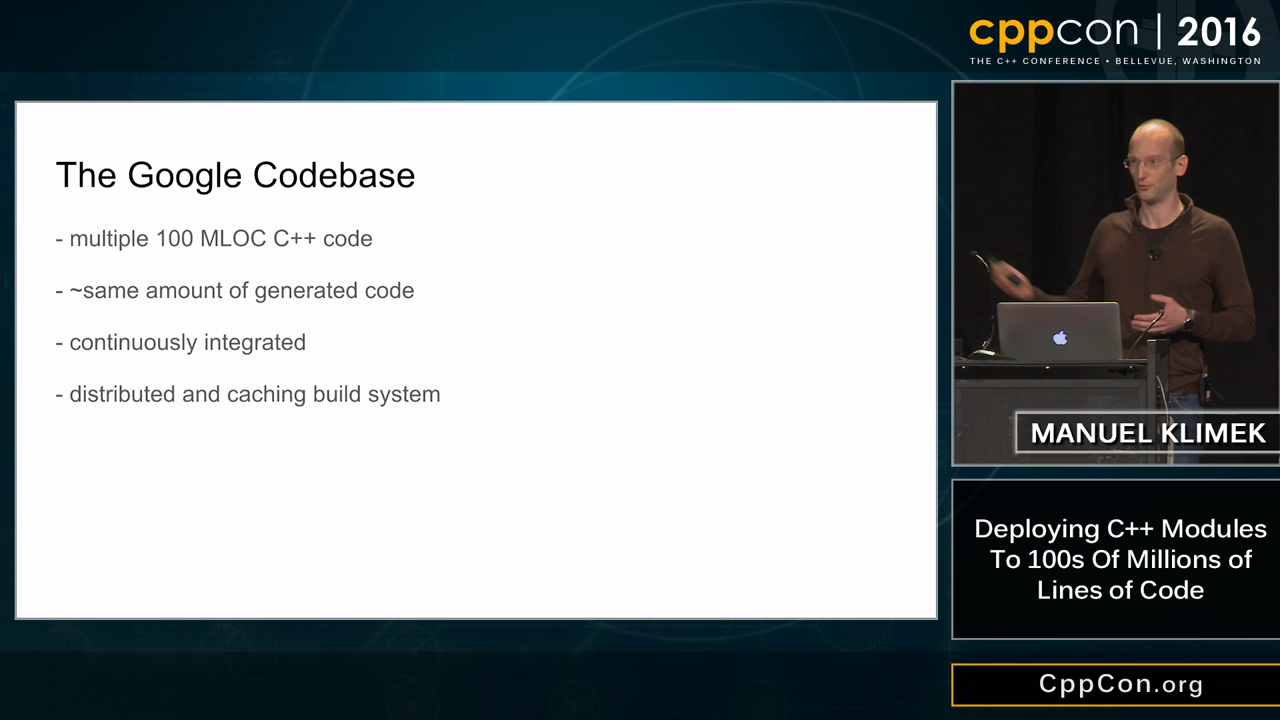 cppcon | 2016
THE C++ CONFERENCE • BELLEVUE, WASHINGTON
The Google Codebase
- multiple 100 MLOC C++ code
- ~same amount of generated code
- continuously integrated
- distributed and caching build system
MANUEL KLIMEK
Deploying C++ Modules
To 100s Of Millions of
Lines of Code
CppCon.org